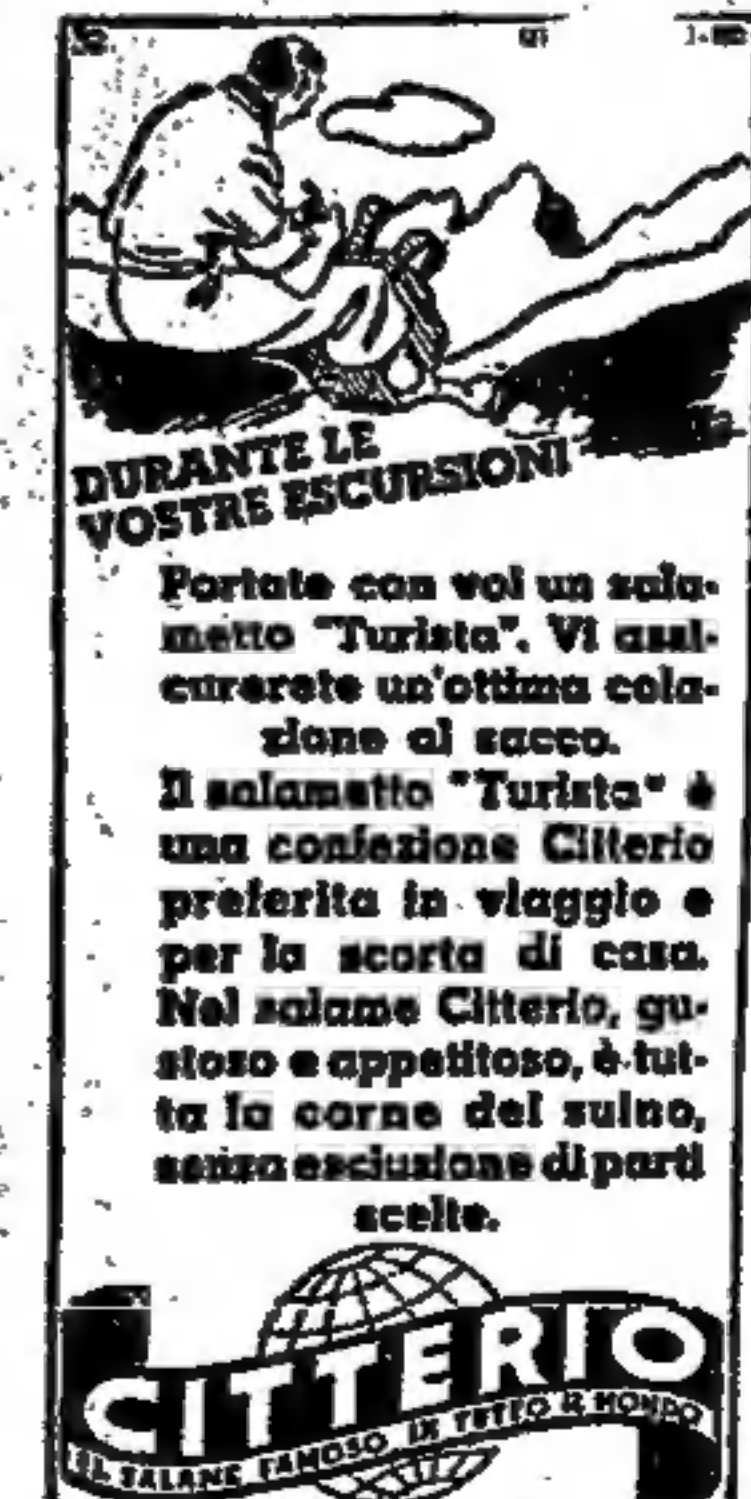 DURANTE LE
VOSTRE ESCURSIONI
Portate con voi un sala-
metto "Turista". Vi assi-
curerete un'ottima cola-
zione al sacco.
Il salametto "Turista" è
una confezione Citterio
preferita in viaggio e
per la scorta di casa.
Nel salame Citterio, gu-
stoso e appetitoso, è tut-
ta la carne del suino,
senza esclusione di parti
scelte.
CITTERIO
IL SALAME FAMOSO IN TUTTO IL MONDO